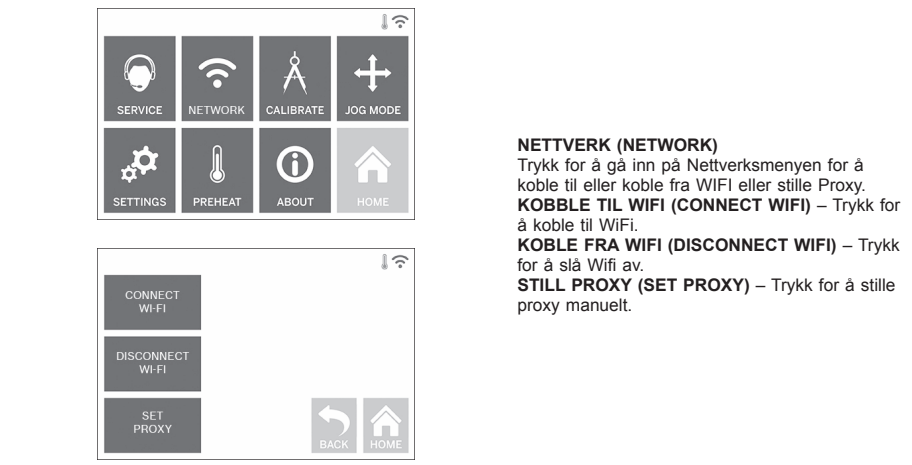 SERVICE NETWORK CALIBRATE JOG MODE
SETTINGS PREHEAT ABOUT HOME
CONNECT
WI-FI
DISCONNECT
WI-FI
SET
PROXY
BACK HOME
NETTVERK (NETWORK)
Trykk for å gå inn på Nettverksmenyen for å
koble til eller koble fra WIFI eller stille Proxy.
KOBBLE TIL WIFI (CONNECT WIFI) – Trykk for
å koble til WiFi.
KOBLE FRA WIFI (DISCONNECT WIFI) – Trykk
for å slå Wifi av.
STILL PROXY (SET PROXY) – Trykk for å stille
proxy manuelt.